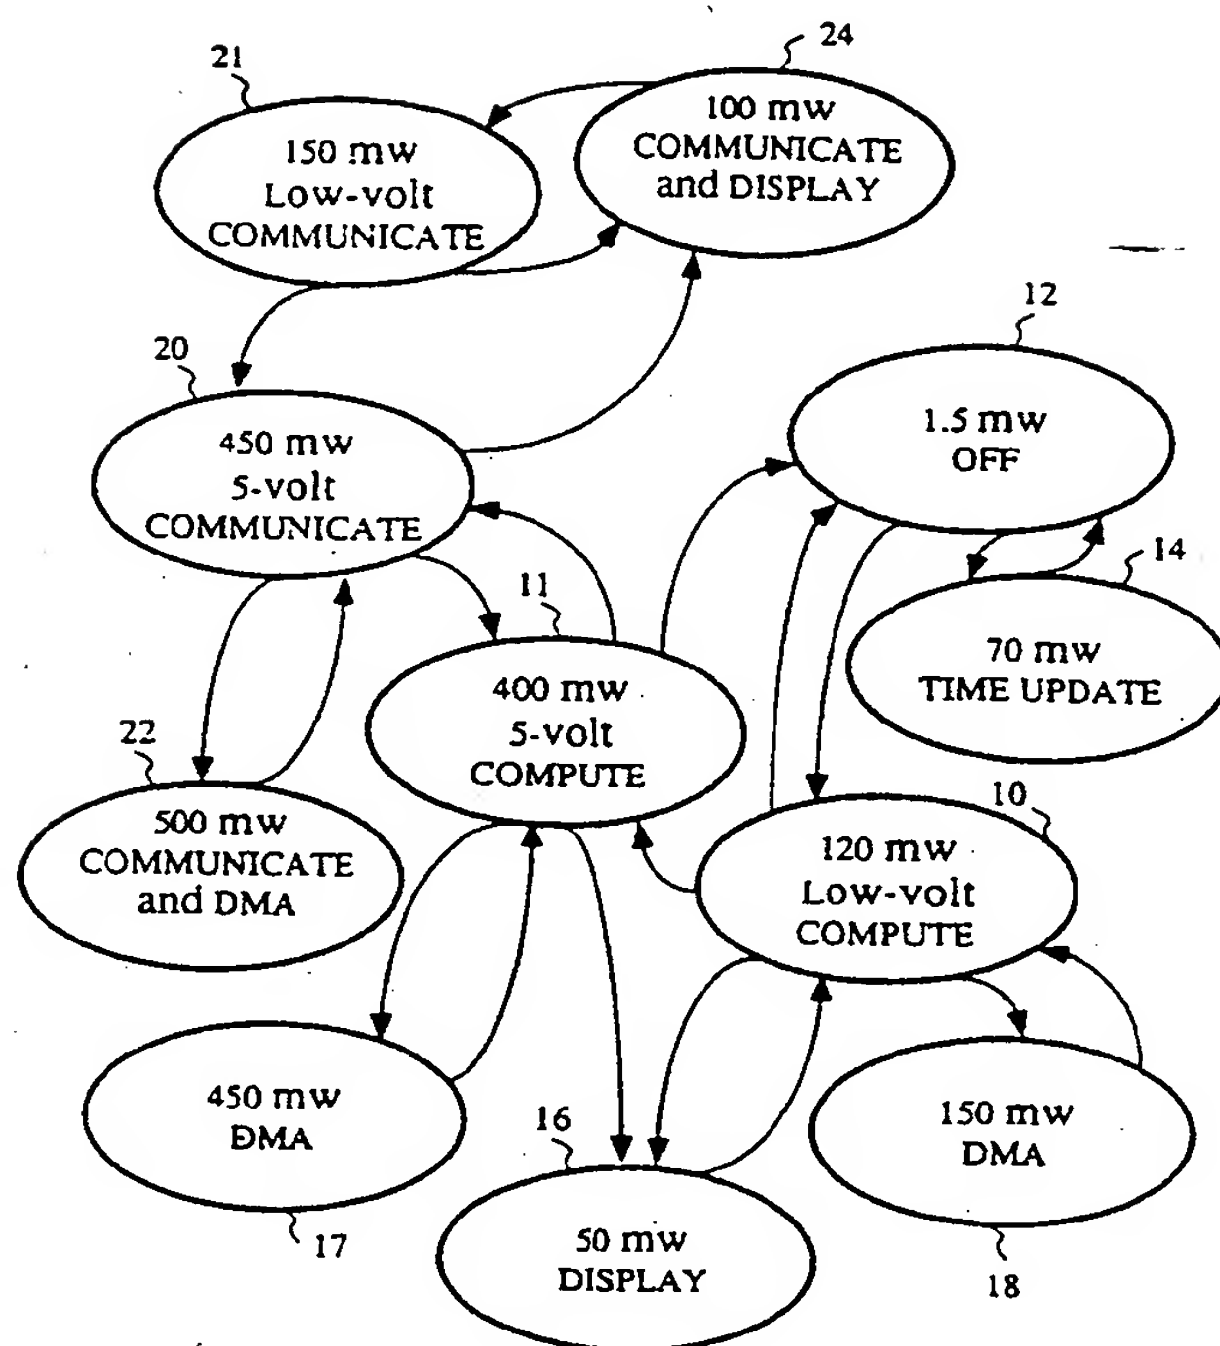 24
100 mw
COMMUNICATE
and DISPLAY
21
150 mw
Low-volt
COMMUNICATE
12
1.5 mw
OFF
20
450 mw
5-volt
COMMUNICATE
14
70 mw
TIME UPDATE
11
400 mw
5-volt
COMPUTE
22
500 mw
COMMUNICATE
and DMA
10
120 mw
Low-volt
COMPUTE
450 mw
DMA
17
16
50 mw
DISPLAY
150 mw
DMA
18